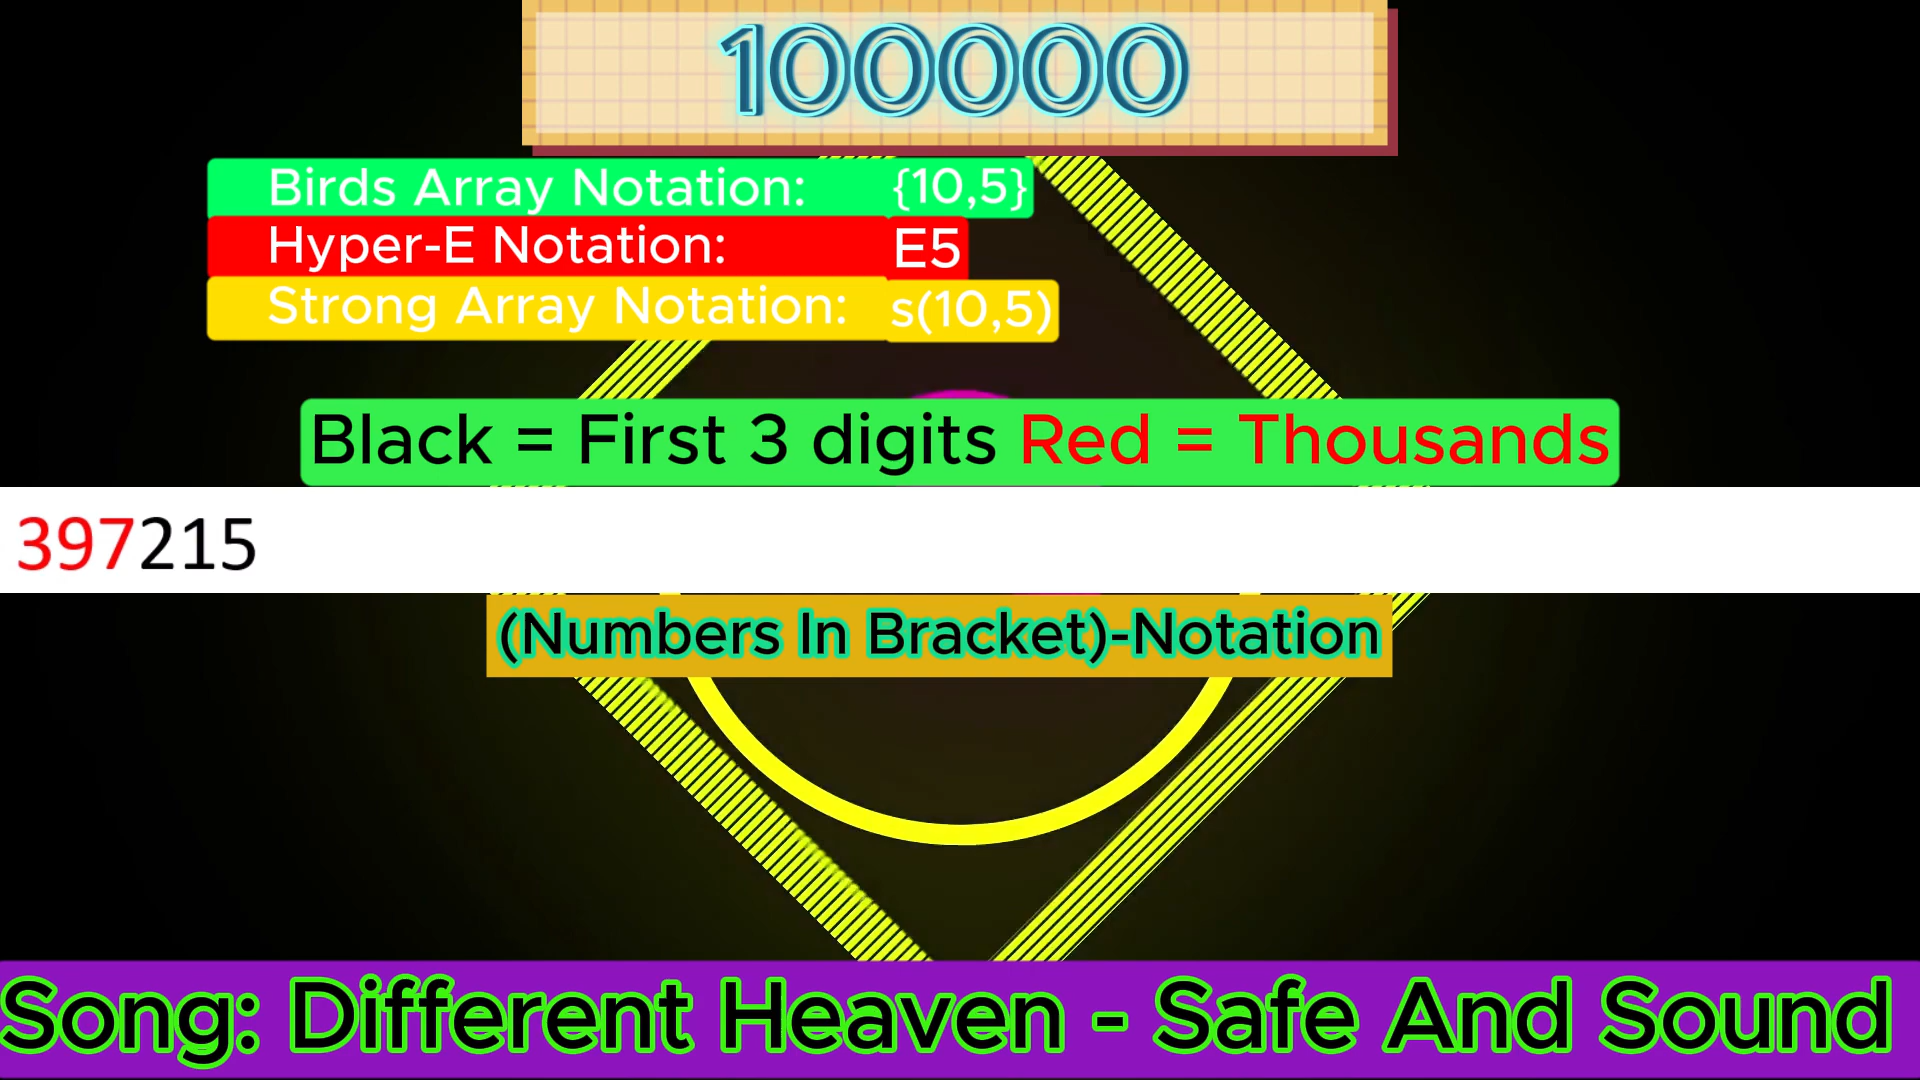 100000
Birds Array Notation: {10,5}
Hyper-E Notation: E5
Strong Array Notation: s(10,5)
Black = First 3 digits Red = Thousands
397215
(Numbers In Bracket)-Notation
Song: Different Heaven - Safe And Sound